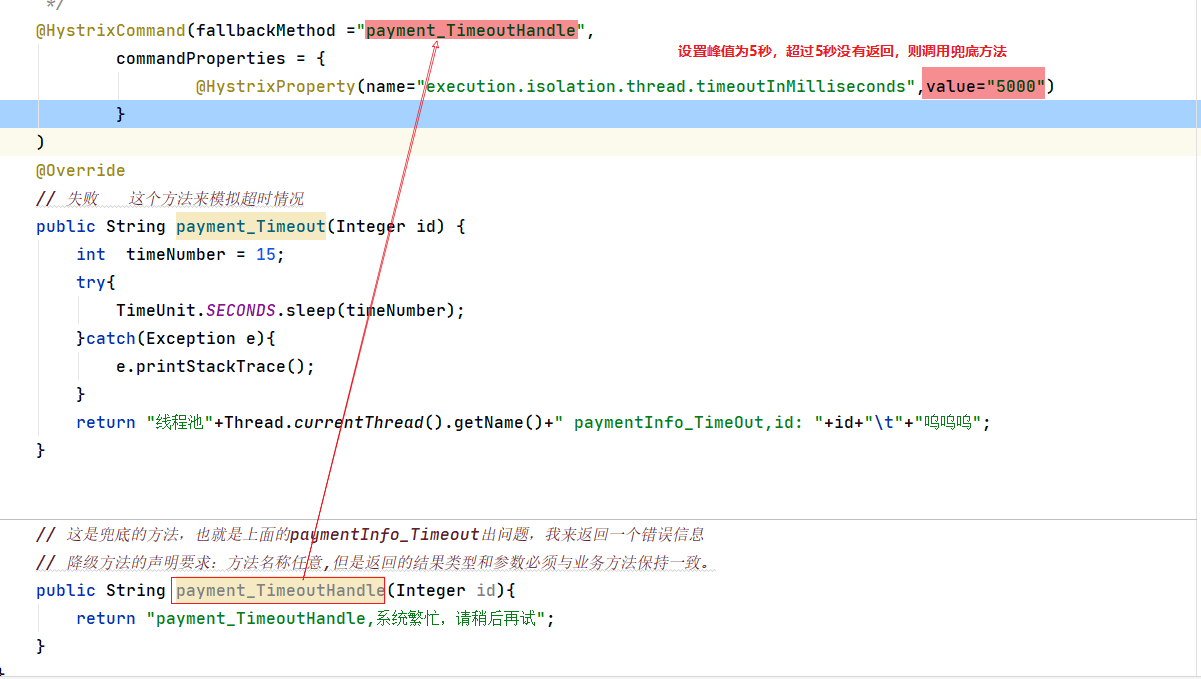 */
@HystrixCommand(fallbackMethod ="payment_TimeoutHandle",
设置峰值为5秒，超过5秒没有返回，则调用兜底方法
commandProperties = {
@HystrixProperty(name="execution.isolation.thread.timeoutInMilliseconds",value="5000")
}
)
@Override
// 失败   这个方法来模拟超时情况
public String payment_Timeout(Integer id) {
int  timeNumber = 15;
try{
TimeUnit.SECONDS.sleep(timeNumber);
}catch(Exception e){
e.printStackTrace();
}
return "线程池"+Thread.currentThread().getName()+" paymentInfo_TimeOut,id: "+id+"\t"+"呜呜呜";
}
// 这是兜底的方法，也就是上面的paymentInfo_Timeout出问题，我来返回一个错误信息
// 降级方法的声明要求：方法名称任意,但是返回的结果类型和参数必须与业务方法保持一致。
public String payment_TimeoutHandle(Integer id){
return "payment_TimeoutHandle,系统繁忙，请稍后再试";
}
}